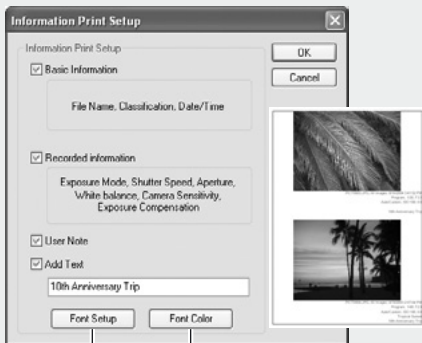 Information Print Setup
Information Print Setup
OK
Cancel
Basic Information
File Name, Classification, Date/Time
Recorded information
Exposure Mode, Shutter Speed, Aperture,
White balance, Camera Sensitivity,
Exposure Compensation
User Note
Add Text
10th Anniversary Trip
Font Setup
Font Color